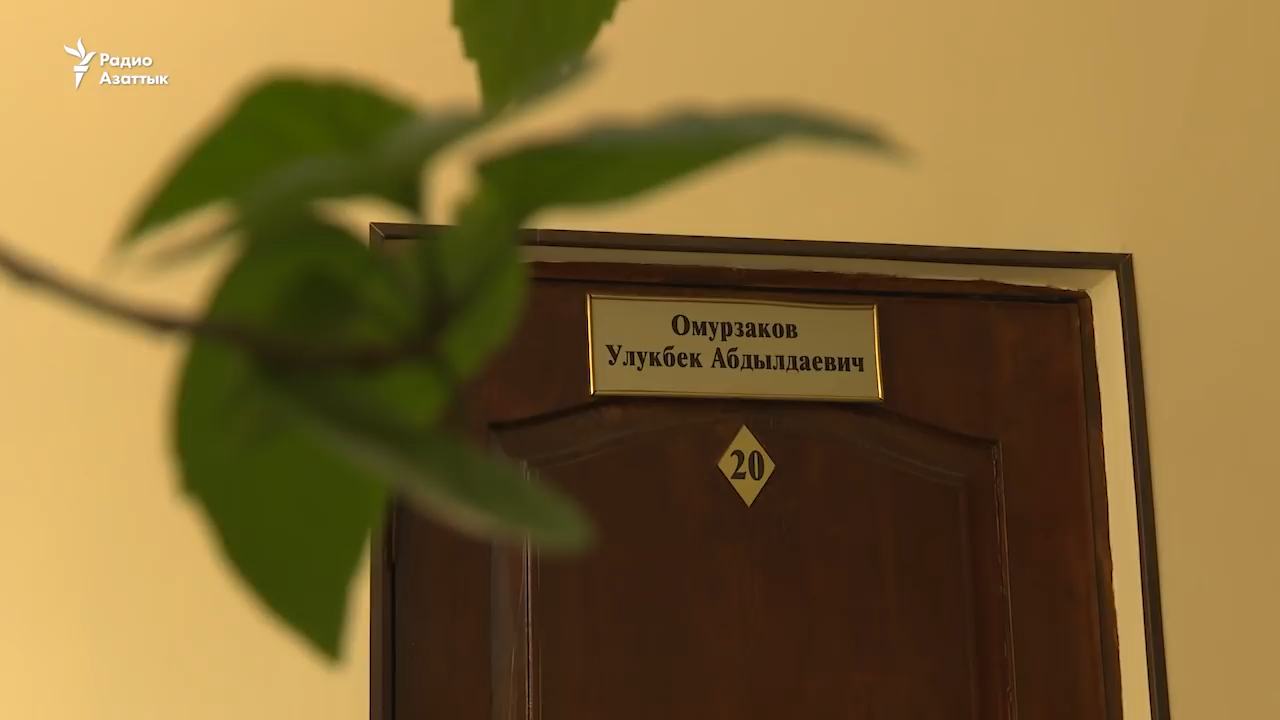 Радио
Азаттык
Омурзаков
Улукбек Абдылдаевич
20